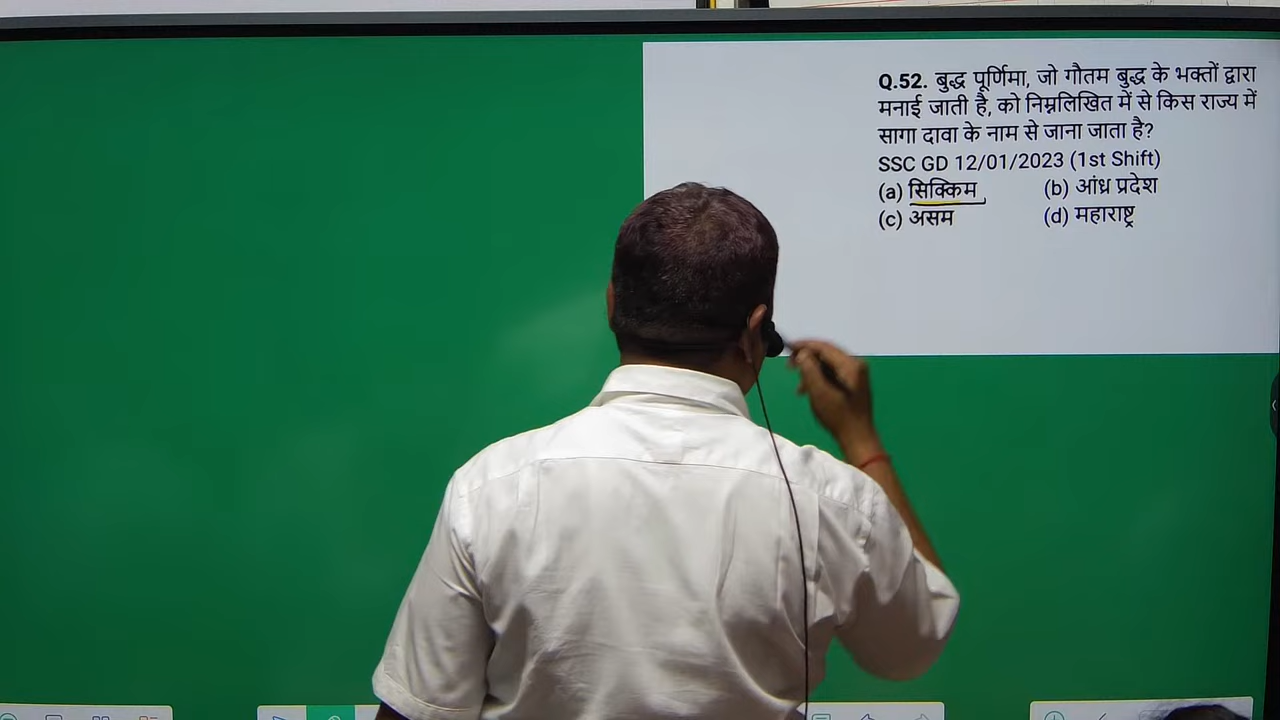 Q.52. बुद्ध पूर्णिमा, जो गौतम बुद्ध के भक्तों द्वारा
मनाई जाती है, को निम्नलिखित में से किस राज्य में
सागा दावा के नाम से जाना जाता है?
SSC GD 12/01/2023 (1st Shift)
(a) सिक्किम (b) आंध्र प्रदेश
(c) असम (d) महाराष्ट्र